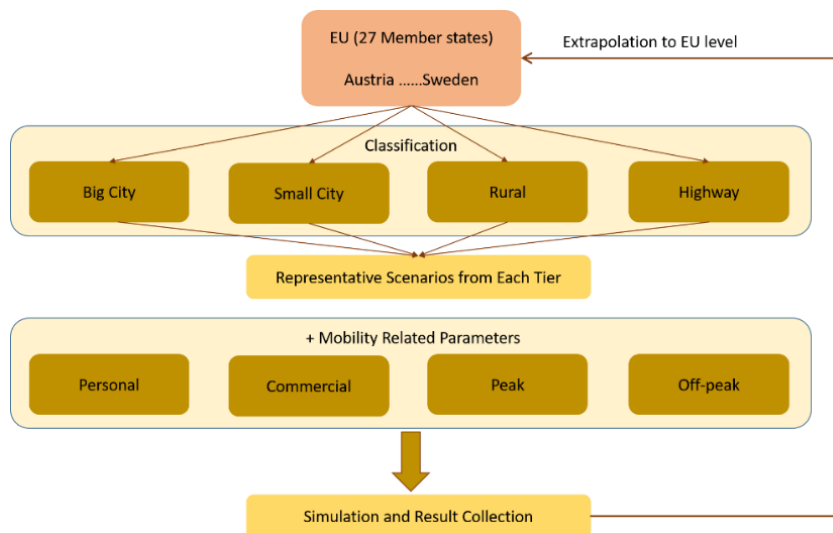 EU (27 Member states)
Austria ......Sweden
Extrapolation to EU level
Classification
Big City
Small City
Rural
Highway
Representative Scenarios from Each Tier
+ Mobility Related Parameters
Personal
Commercial
Peak
Off-peak
Simulation and Result Collection